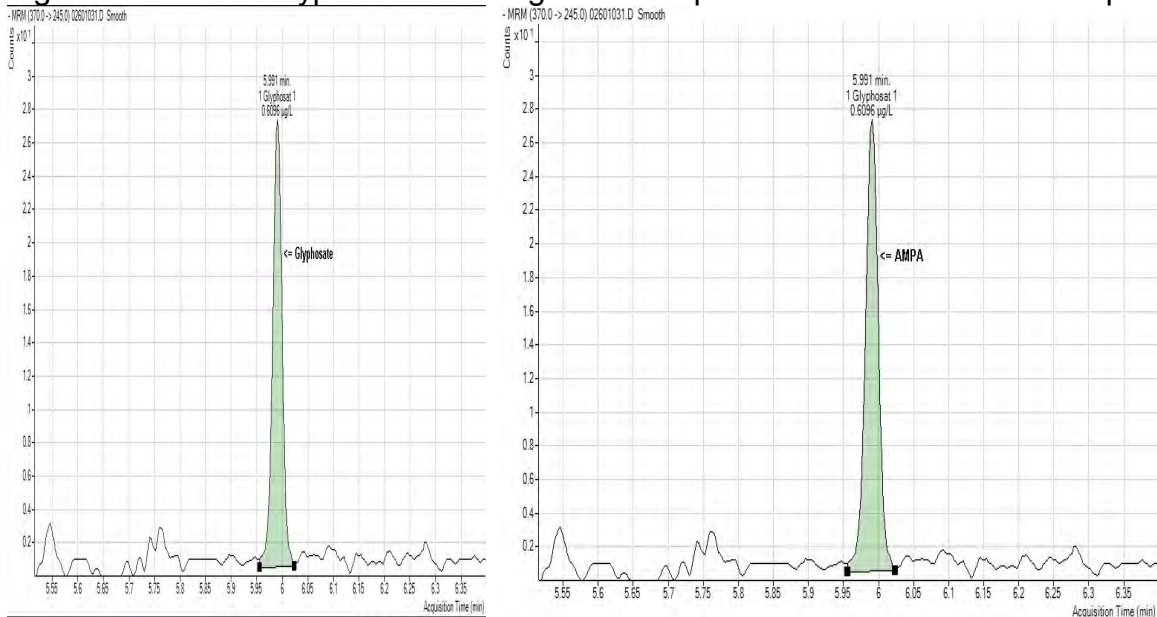 - MRM (370.0 -> 245.0) 02601031.D Smooth
Counts
x10 1
5.991 min.
1 Glyphosat 1
0.6096 µg/L
<= Glyphosate
3-
2.8-
2.6-
2.4-
2.2-
2-
1.8-
1.6-
1.4-
1.2-
1-
0.8-
0.6-
0.4-
0.2-
5.55 5.6 5.65 5.7 5.75 5.8 5.85 5.9 5.95 6 6.05 6.1 6.15 6.2 6.25 6.3 6.35
Acquisition Time (min)
- MRM (370.0 -> 245.0) 02601031.D Smooth
Counts
x10 1
5.991 min.
1 Glyphosat 1
0.6096 µg/L
<= AMPA
3-
2.8-
2.6-
2.4-
2.2-
2-
1.8-
1.6-
1.4-
1.2-
1-
0.8-
0.6-
0.4-
0.2-
5.55 5.6 5.65 5.7 5.75 5.8 5.85 5.9 5.95 6 6.05 6.1 6.15 6.2 6.25 6.3 6.35
Acquisition Time (min)